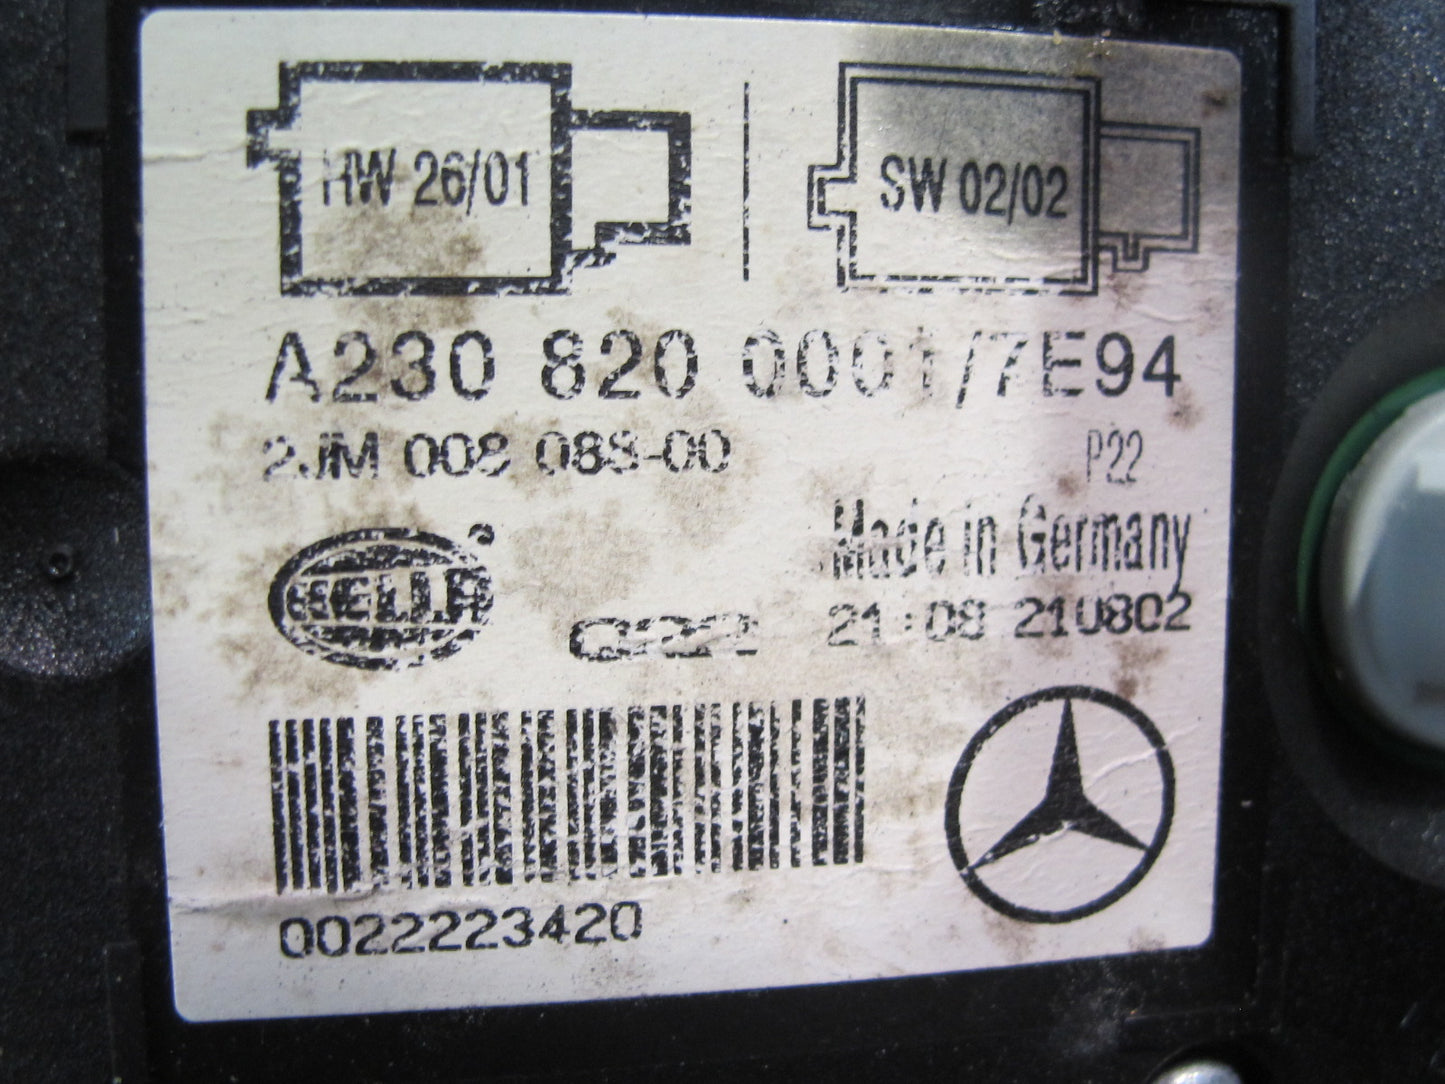 HW 26/01
SW 02/02
A230 820 0001/7E94
2JM 008 088-00
P22
Made in Germany
HELLA
C22
21:08 210802
0022223420